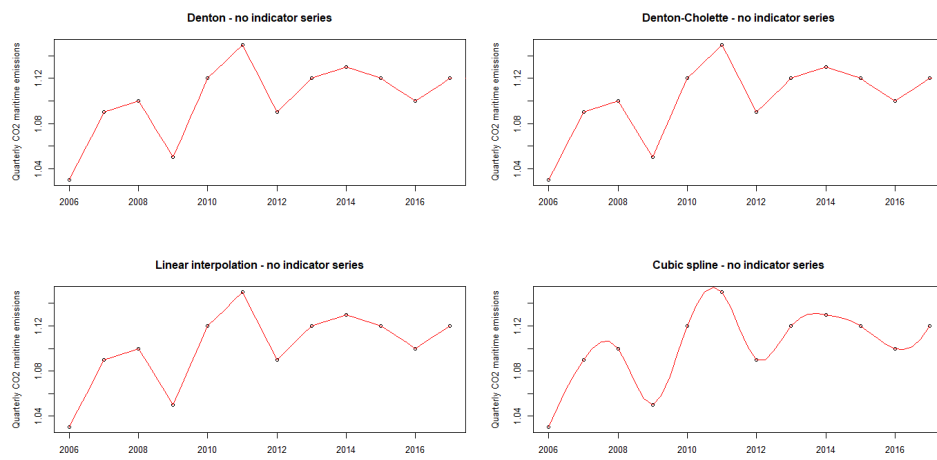 Denton - no indicator series
Quarterly CO2 maritime emissions
1.04 1.08 1.12
2006 2008 2010 2012 2014 2016
Denton-Cholette - no indicator series
Quarterly CO2 maritime emissions
1.04 1.08 1.12
2006 2008 2010 2012 2014 2016
Linear interpolation - no indicator series
Quarterly CO2 maritime emissions
1.04 1.08 1.12
2006 2008 2010 2012 2014 2016
Cubic spline - no indicator series
Quarterly CO2 maritime emissions
1.04 1.08 1.12
2006 2008 2010 2012 2014 2016